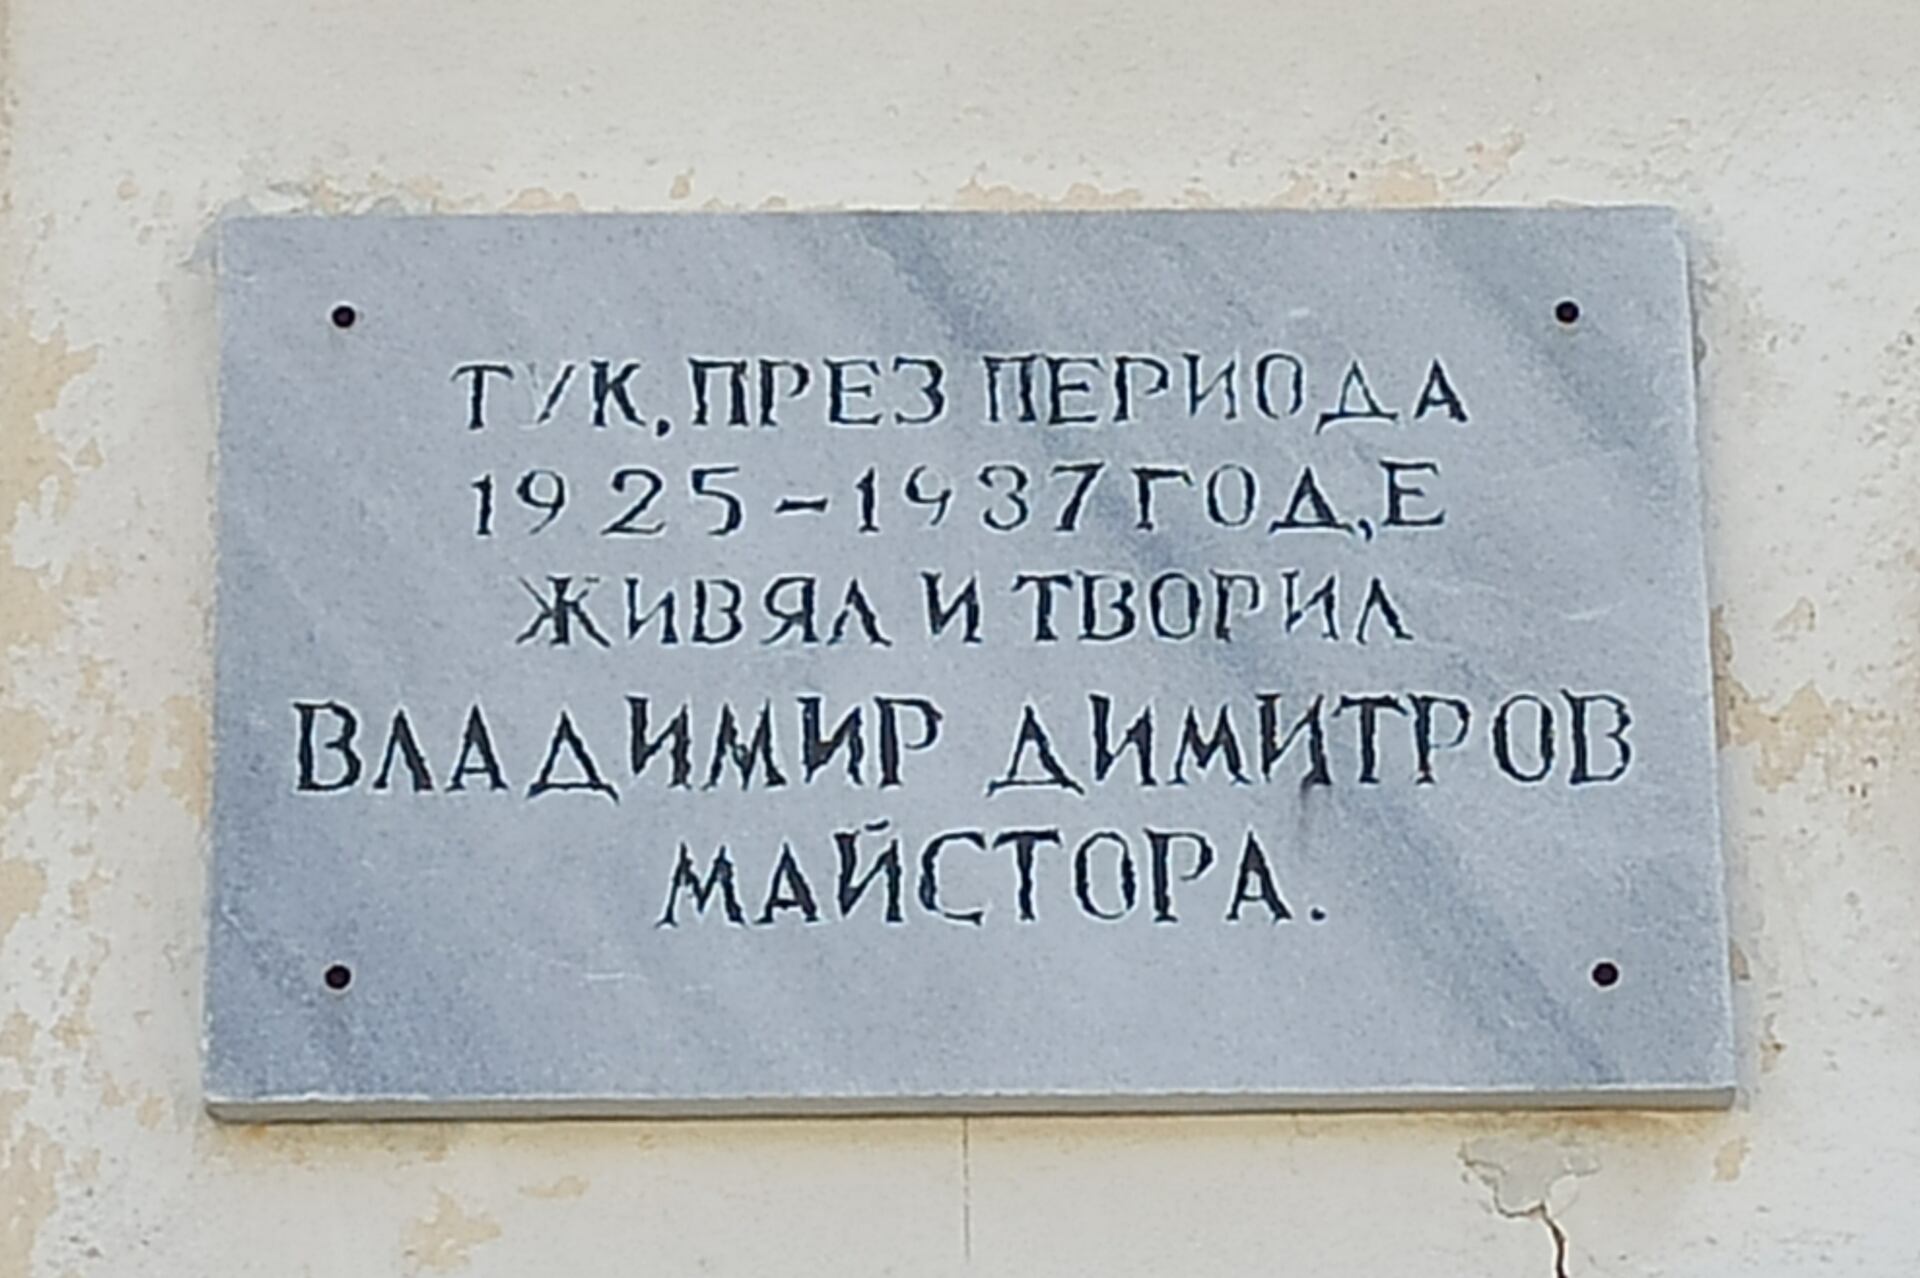 ТУК, ПРЕЗ ПЕРИОДА
1925-1937 ГОД, Е
ЖИВЯЛ И ТВОРИЛ
ВЛАДИМИР ДИМИТРОВ
МАЙСТОРА.